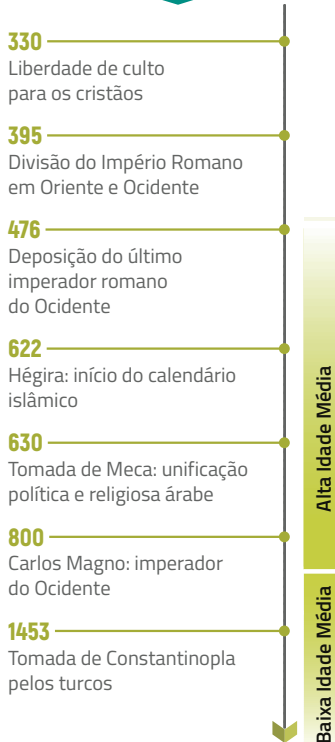 330
Liberdade de culto
para os cristãos
395
Divisão do Império Romano
em Oriente e Ocidente
476
Deposição do último
imperador romano
do Ocidente
622
Hégira: início do calendário
islâmico
630
Tomada de Meca: unificação
política e religiosa árabe
800
Carlos Magno: imperador
do Ocidente
1453
Tomada de Constantinopla
pelos turcos
Alta Idade Média
Baixa Idade Média